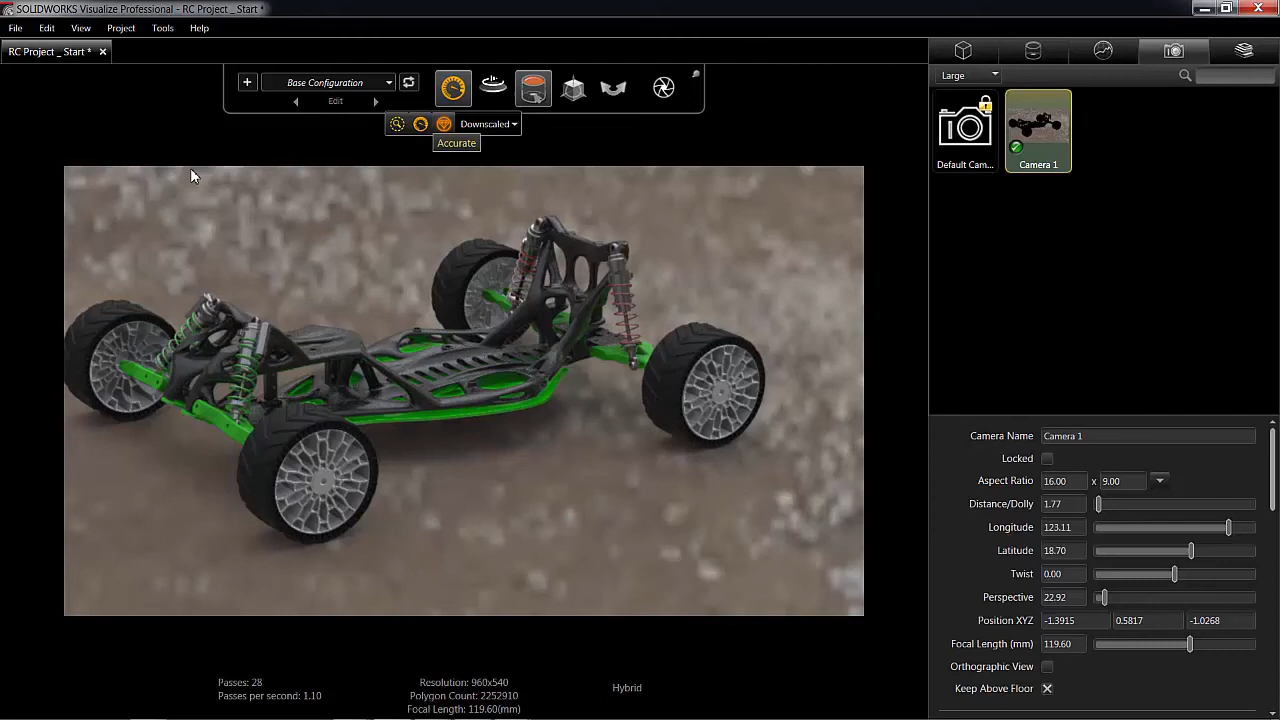 SOLIDWORKS Visualize Professional - RC Project _ Start *
File Edit View Project Tools Help
RC Project _ Start *
Base Configuration
Edit
Downscaled
Accurate
Large
Default Cam...
Camera 1
Camera Name Camera 1
Locked
Aspect Ratio 16.00 x 9.00
Distance/Dolly 1.77
Longitude 123.11
Latitude 18.70
Twist 0.00
Perspective 22.92
Position XYZ -1.3915 0.5817 -1.0268
Focal Length (mm) 119.60
Orthographic View
Keep Above Floor
Passes: 28
Passes per second: 1.10
Resolution: 960x540
Polygon Count: 2252910
Focal Length: 119.60(mm)
Hybrid